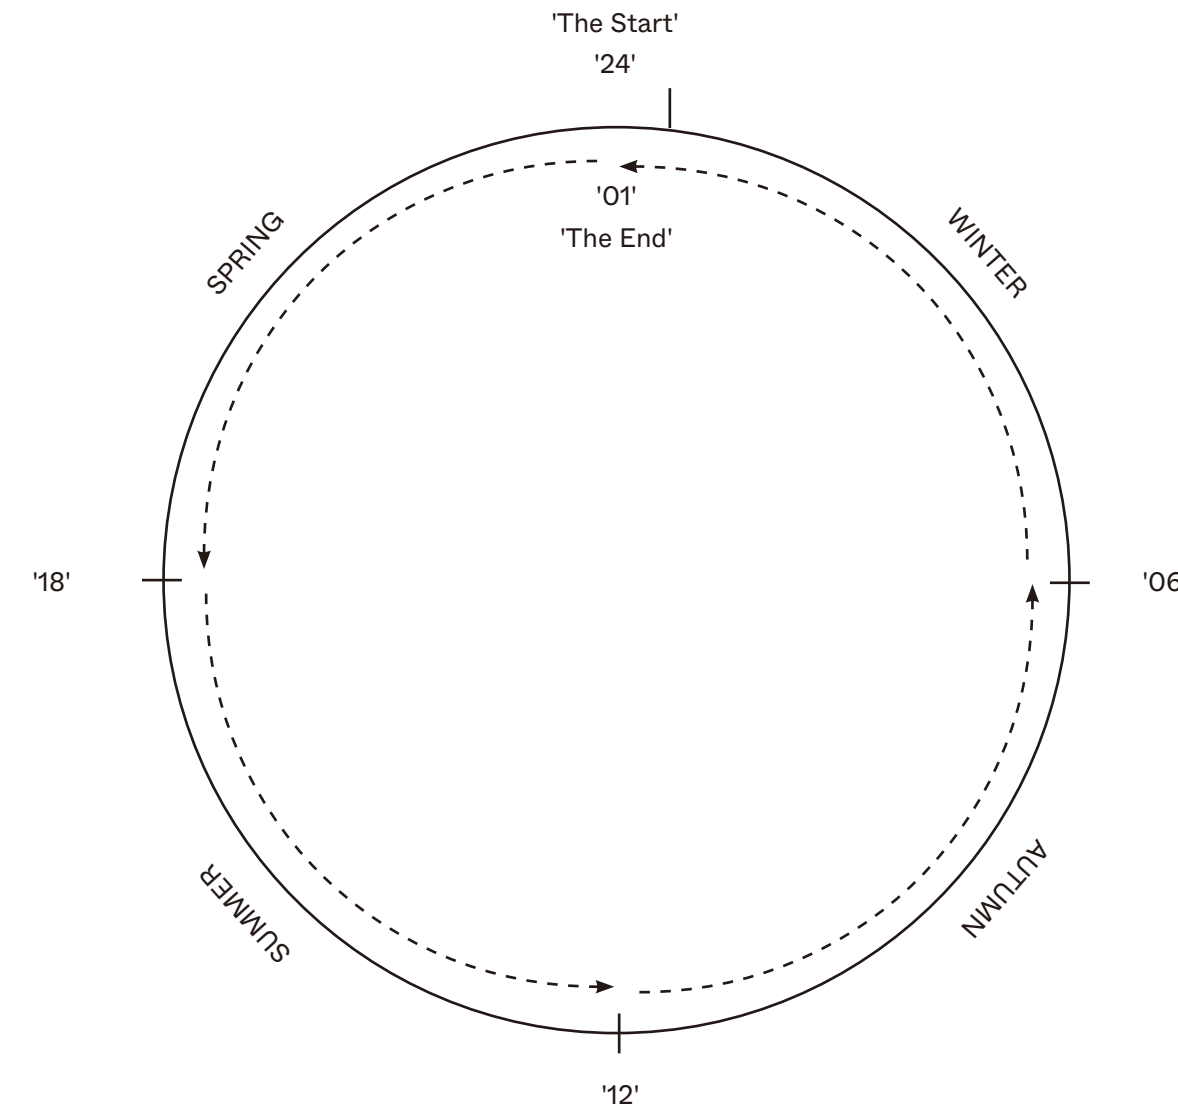 'The Start'
'24'
'01'
'The End'
SPRING
WINTER
'18'
'06
SUMMER
AUTUMN
'12'